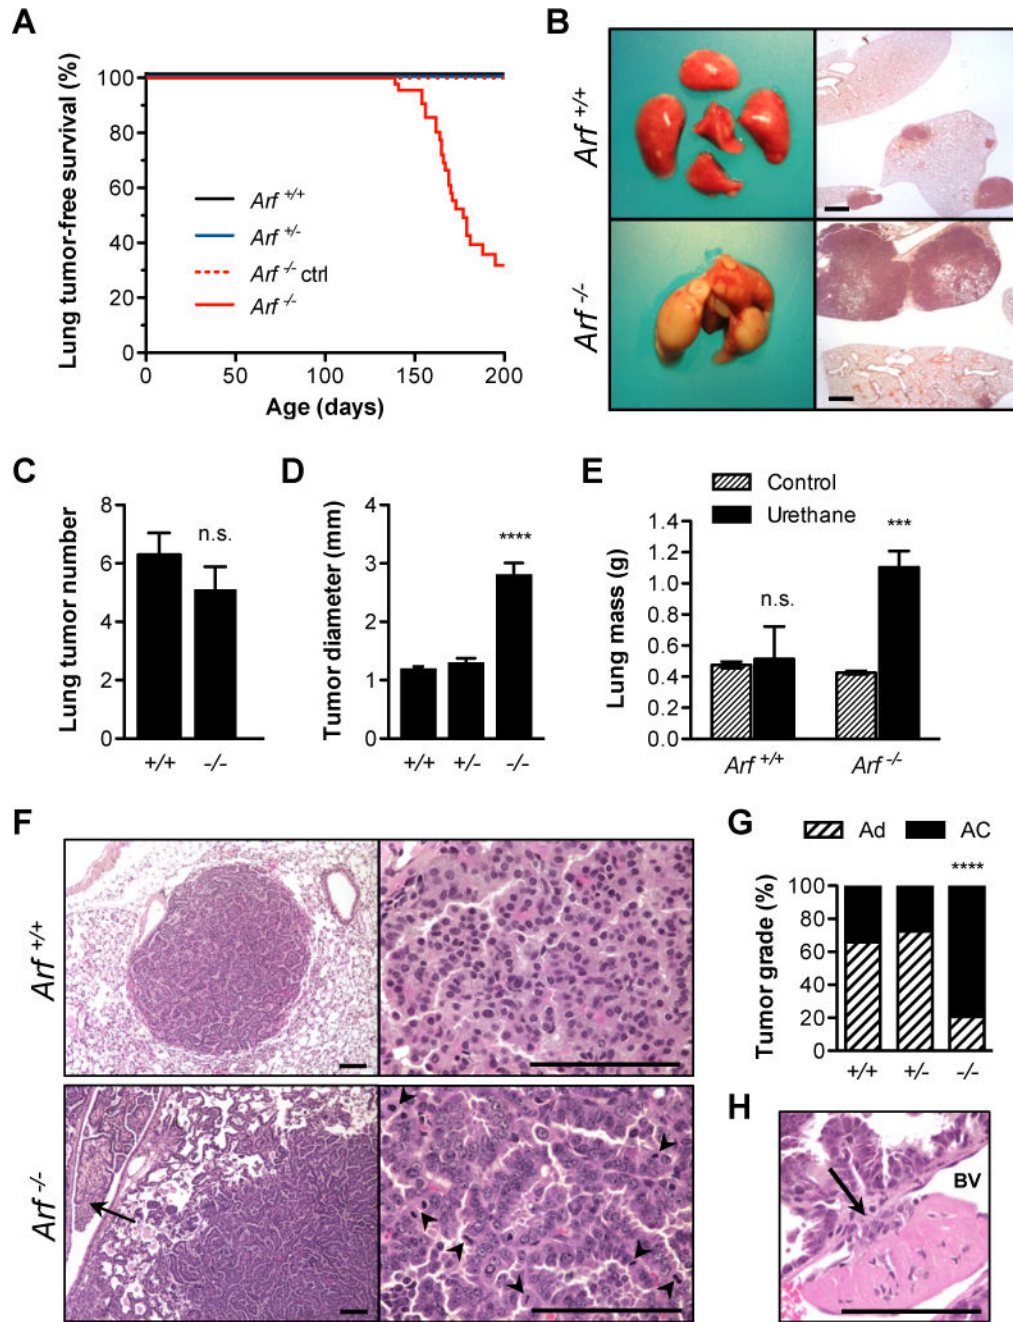 A
Lung tumor-free survival (%)
100
80
60
40
20
0
Arf +/+
Arf +/-
Arf -/- ctrl
Arf -/-
0 50 100 150 200
Age (days)
B
Arf +/+
Arf -/-
C
Lung tumor number
8
6
4
2
0
n.s.
+/+ -/-
D
Tumor diameter (mm)
4
3
2
1
0
****
+/+ +/- -/-
E
Control
Urethane
Lung mass (g)
1.4
1.2
1.0
0.8
0.6
0.4
0.2
0.0
n.s.
***
Arf +/+ Arf -/-
F
Arf +/+
Arf -/-
G
Ad AC
Tumor grade (%)
100
80
60
40
20
0
****
+/+ +/- -/-
H
BV